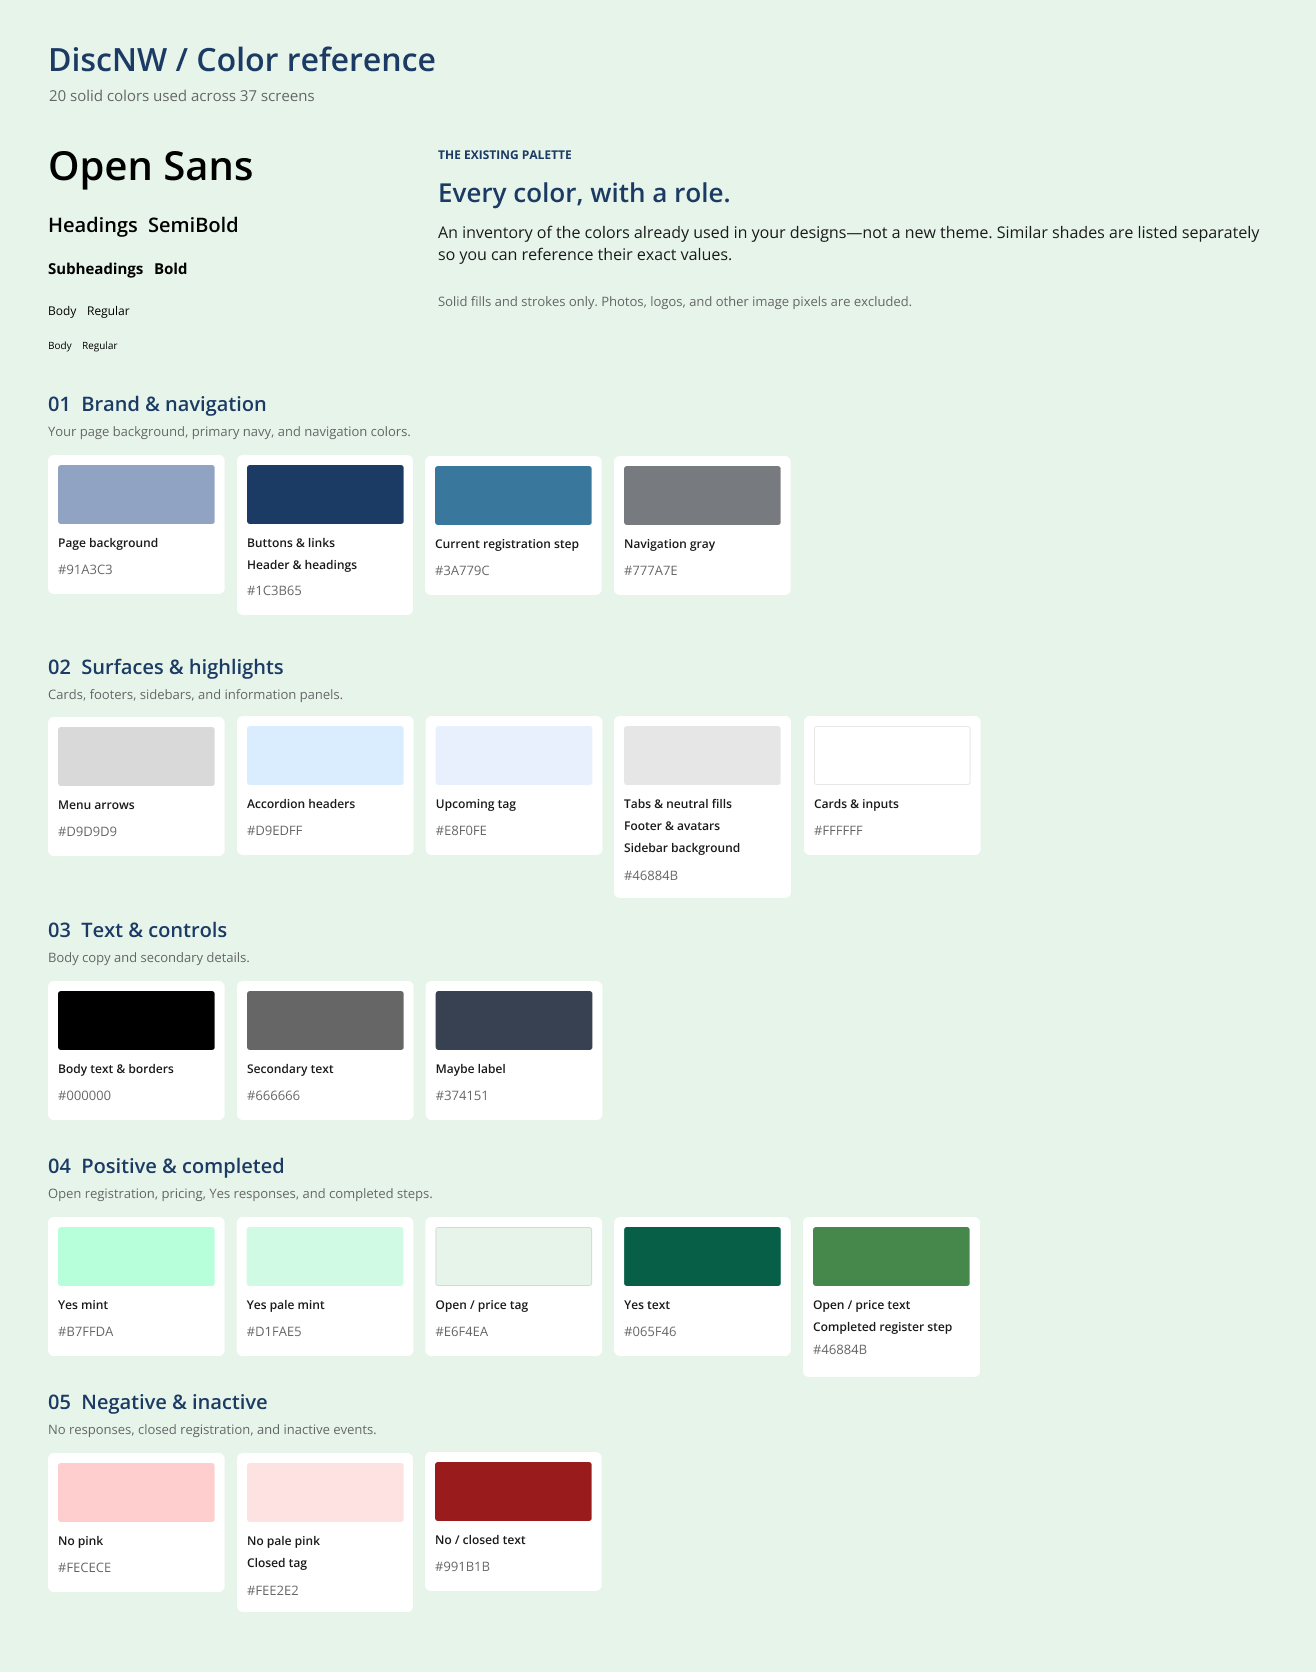 DiscNW / Color reference
20 solid colors used across 37 screens
Open Sans
Headings SemiBold
Subheadings Bold
Body Regular
Body Regular
THE EXISTING PALETTE
Every color, with a role.
An inventory of the colors already used in your designs—not a new theme. Similar shades are listed separately
so you can reference their exact values.
Solid fills and strokes only. Photos, logos, and other image pixels are excluded.
01 Brand & navigation
Your page background, primary navy, and navigation colors.
Page background
#91A3C3
Buttons & links
Header & headings
#1C3B65
Current registration step
#3A779C
Navigation gray
#777A7E
02 Surfaces & highlights
Cards, footers, sidebars, and information panels.
Menu arrows
#D9D9D9
Accordion headers
#D9EDFF
Upcoming tag
#E8F0FE
Tabs & neutral fills
Footer & avatars
Sidebar background
#46884B
Cards & inputs
#FFFFFF
03 Text & controls
Body copy and secondary details.
Body text & borders
#000000
Secondary text
#666666
Maybe label
#374151
04 Positive & completed
Open registration, pricing, Yes responses, and completed steps.
Yes mint
#B7FFDA
Yes pale mint
#D1FAE5
Open / price tag
#E6F4EA
Yes text
#065F46
Open / price text
Completed register step
#46884B
05 Negative & inactive
No responses, closed registration, and inactive events.
No pink
#FECECE
No pale pink
Closed tag
#FEE2E2
No / closed text
#991B1B